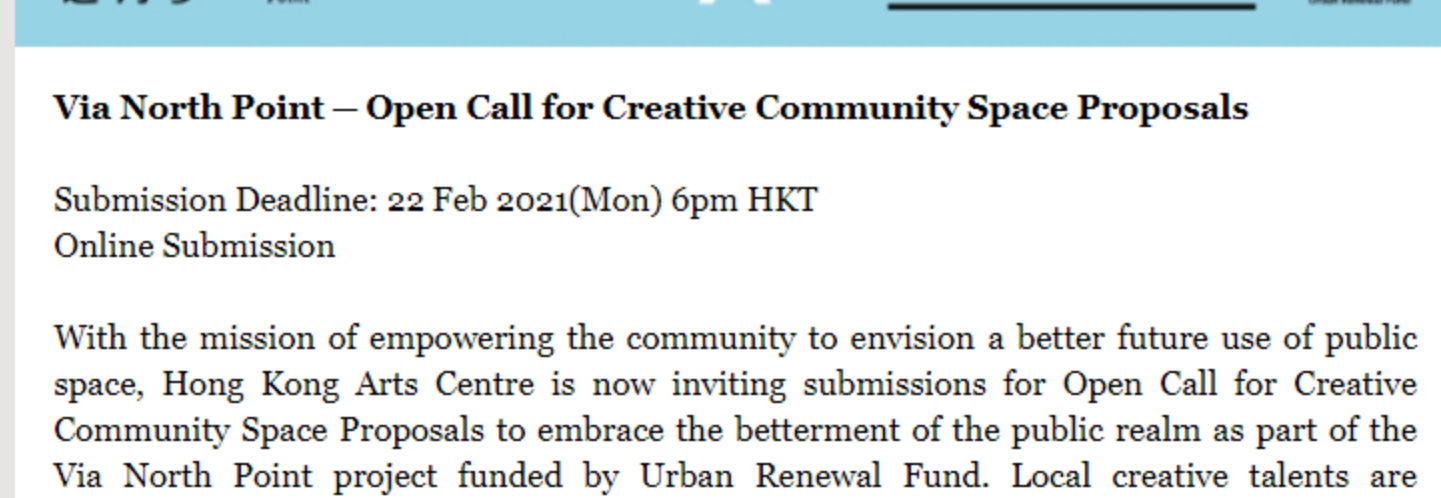 Via North Point — Open Call for Creative Community Space Proposals
Submission Deadline: 22 Feb 2021(Mon) 6pm HKT
Online Submission
With the mission of empowering the community to envision a better future use of public
space, Hong Kong Arts Centre is now inviting submissions for Open Call for Creative
Community Space Proposals to embrace the betterment of the public realm as part of the
Via North Point project funded by Urban Renewal Fund. Local creative talents are